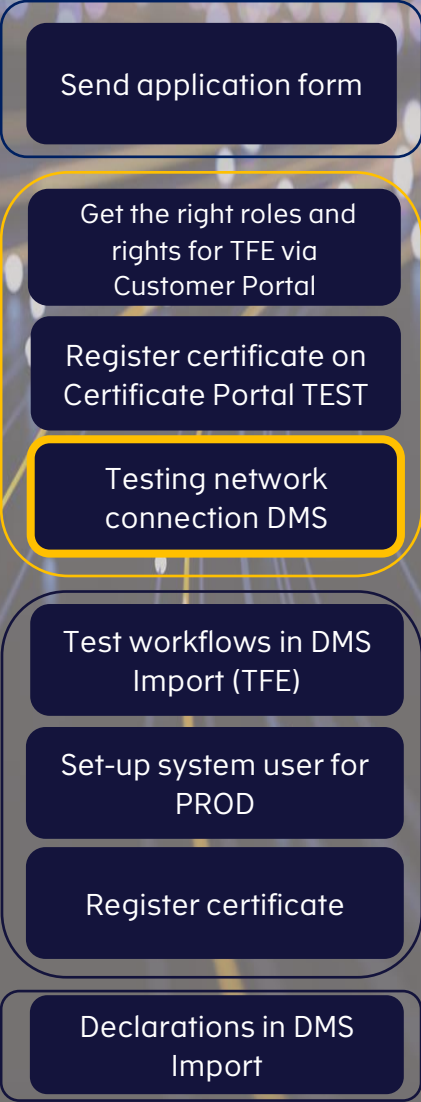 Send application form
Get the right roles and
rights for TFE via
Customer Portal
Register certificate on
Certificate Portal TEST
Testing network
connection DMS
Test workflows in DMS
Import (TFE)
Set-up system user for
PROD
Register certificate
Declarations in DMS
Import